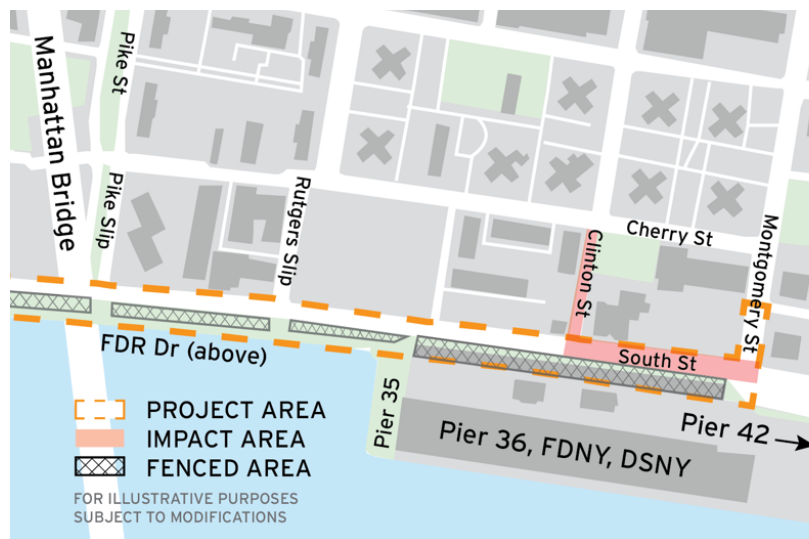 Manhattan Bridge
Pike St
Pike Slip
Rutgers Slip
Clinton St
Cherry St
Montgomery St
South St
FDR Dr (above)
Pier 35
Pier 36, FDNY, DSNY
Pier 42
PROJECT AREA
IMPACT AREA
FENCED AREA
FOR ILLUSTRATIVE PURPOSES
SUBJECT TO MODIFICATIONS